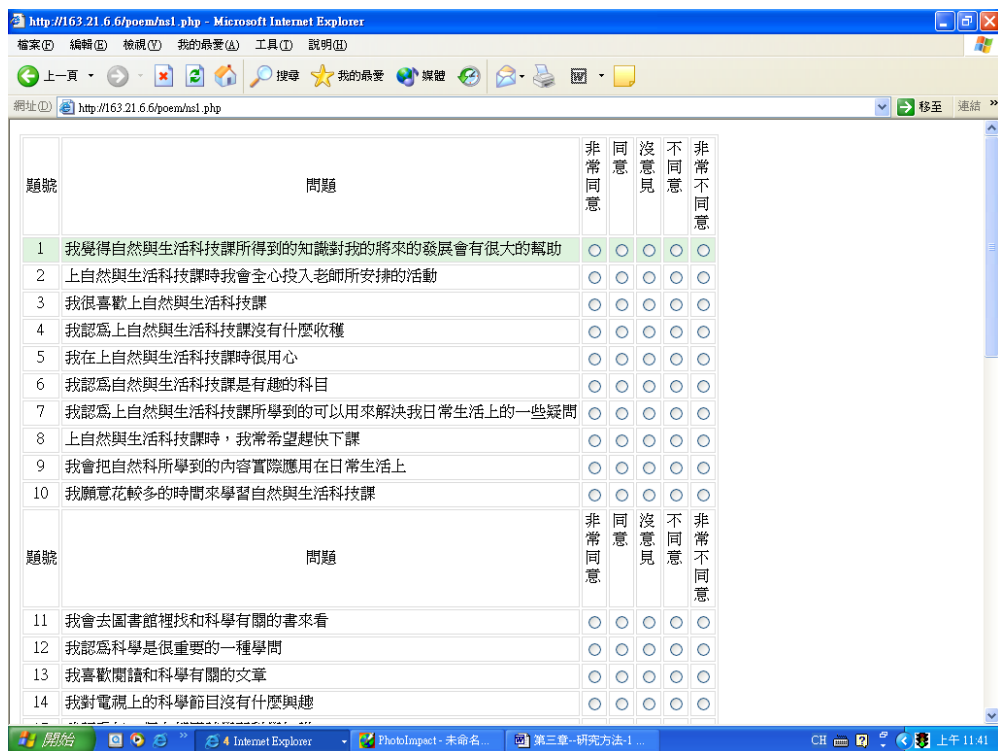 http://163.21.6.6/poem/ns1.php - Microsoft Internet Explorer
檔案(F) 編輯(E) 檢視(V) 我的最愛(A) 工具(T) 說明(H)
上一頁 搜尋 我的最愛 媒體
網址(D) http://163.21.6.6/poem/ns1.php 移至 連結 »
題號 問題 非常同意 同意 沒意見 不同意 非常不同意
1 我覺得自然與生活科技課所得到的知識對我的將來的發展會有很大的幫助
2 上自然與生活科技課時我會全心投入老師所安排的活動
3 我很喜歡上自然與生活科技課
4 我認為上自然與生活科技課沒有什麼收穫
5 我在上自然與生活科技課時很用心
6 我認為自然與生活科技課是有趣的科目
7 我認為上自然與生活科技課所學到的可以用來解決我日常生活上的一些疑問
8 上自然與生活科技課時，我常希望趕快下課
9 我會把自然科所學到的內容實際應用在日常生活上
10 我願意花較多的時間來學習自然與生活科技課
題號 問題 非常同意 同意 沒意見 不同意 非常不同意
11 我會去圖書館裡找和科學有關的書來看
12 我認為科學是很重要的一種學問
13 我喜歡閱讀和科學有關的文章
14 我對電視上的科學節目沒有什麼興趣
開始 » 4 Internet Explorer PhotoImpact - 未命名... 第三章--研究方法-1 ... CH 上午 11:41